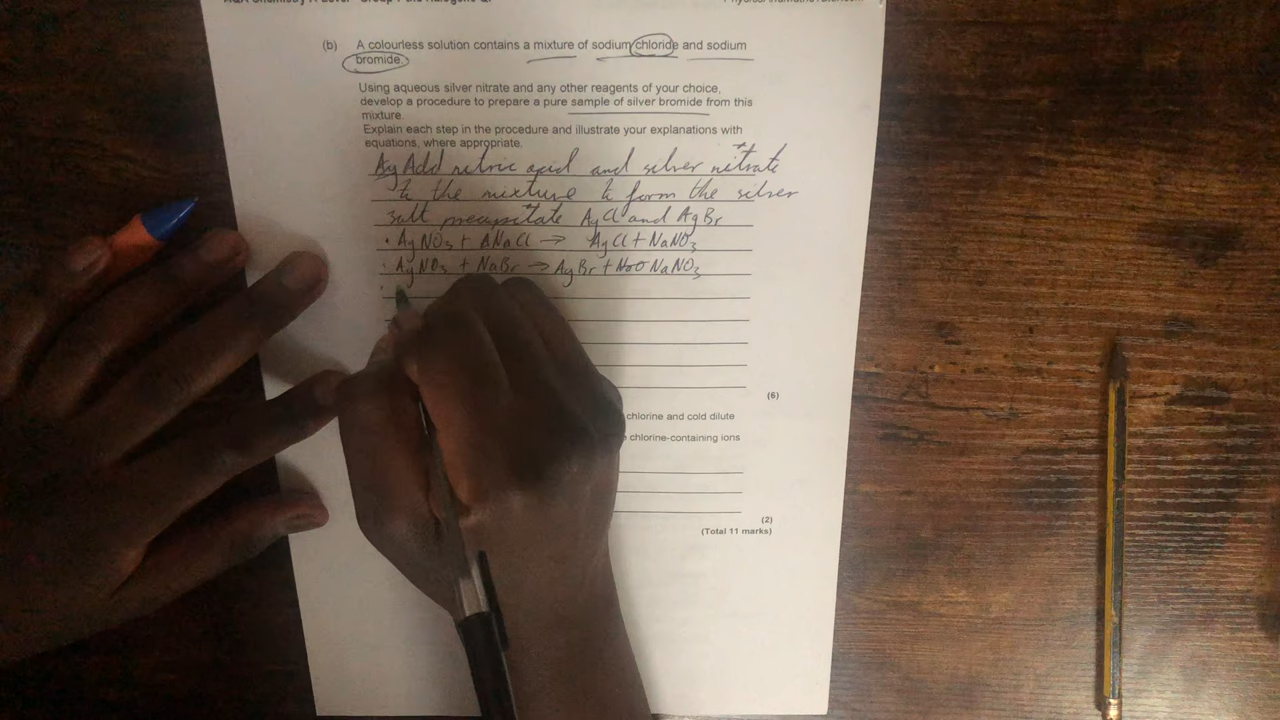 (b) A colourless solution contains a mixture of sodium chloride and sodium
bromide.
Using aqueous silver nitrate and any other reagents of your choice,
develop a procedure to prepare a pure sample of silver bromide from this
mixture.
Explain each step in the procedure and illustrate your explanations with
equations, where appropriate.
Add nitric acid and silver nitrate
to the mixture to form the silver
salt precipitate AgCl and AgBr
• AgNO3 + NaCl → AgCl + NaNO3
• AgNO3 + NaBr → AgBr + NaNO3
(6)
chlorine and cold dilute
chlorine-containing ions
(2)
(Total 11 marks)